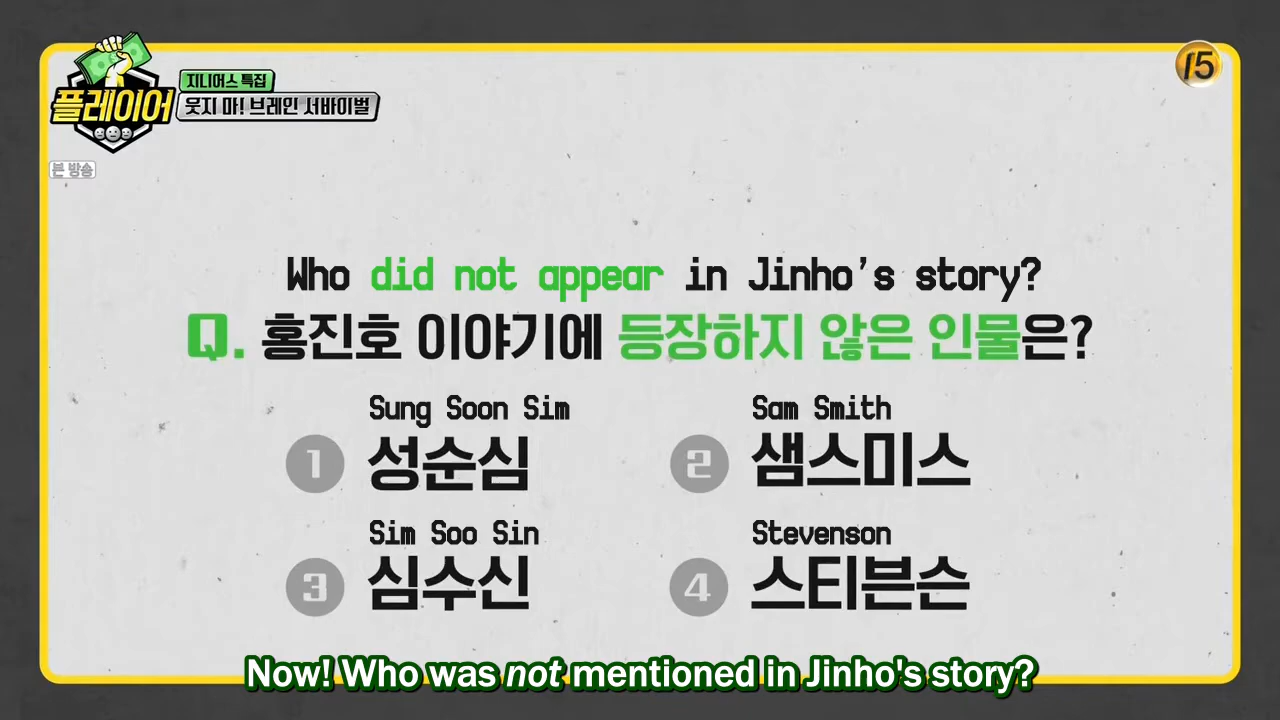 지니어스 특집
플레이어
웃지 마! 브레인 서바이벌
15
본 방송
Who did not appear in Jinho's story?
Q. 홍진호 이야기에 등장하지 않은 인물은?
Sung Soon Sim
1 성순심
Sam Smith
2 샘스미스
Sim Soo Sin
3 심수신
Stevenson
4 스티븐슨
Now! Who was not mentioned in Jinho's story?